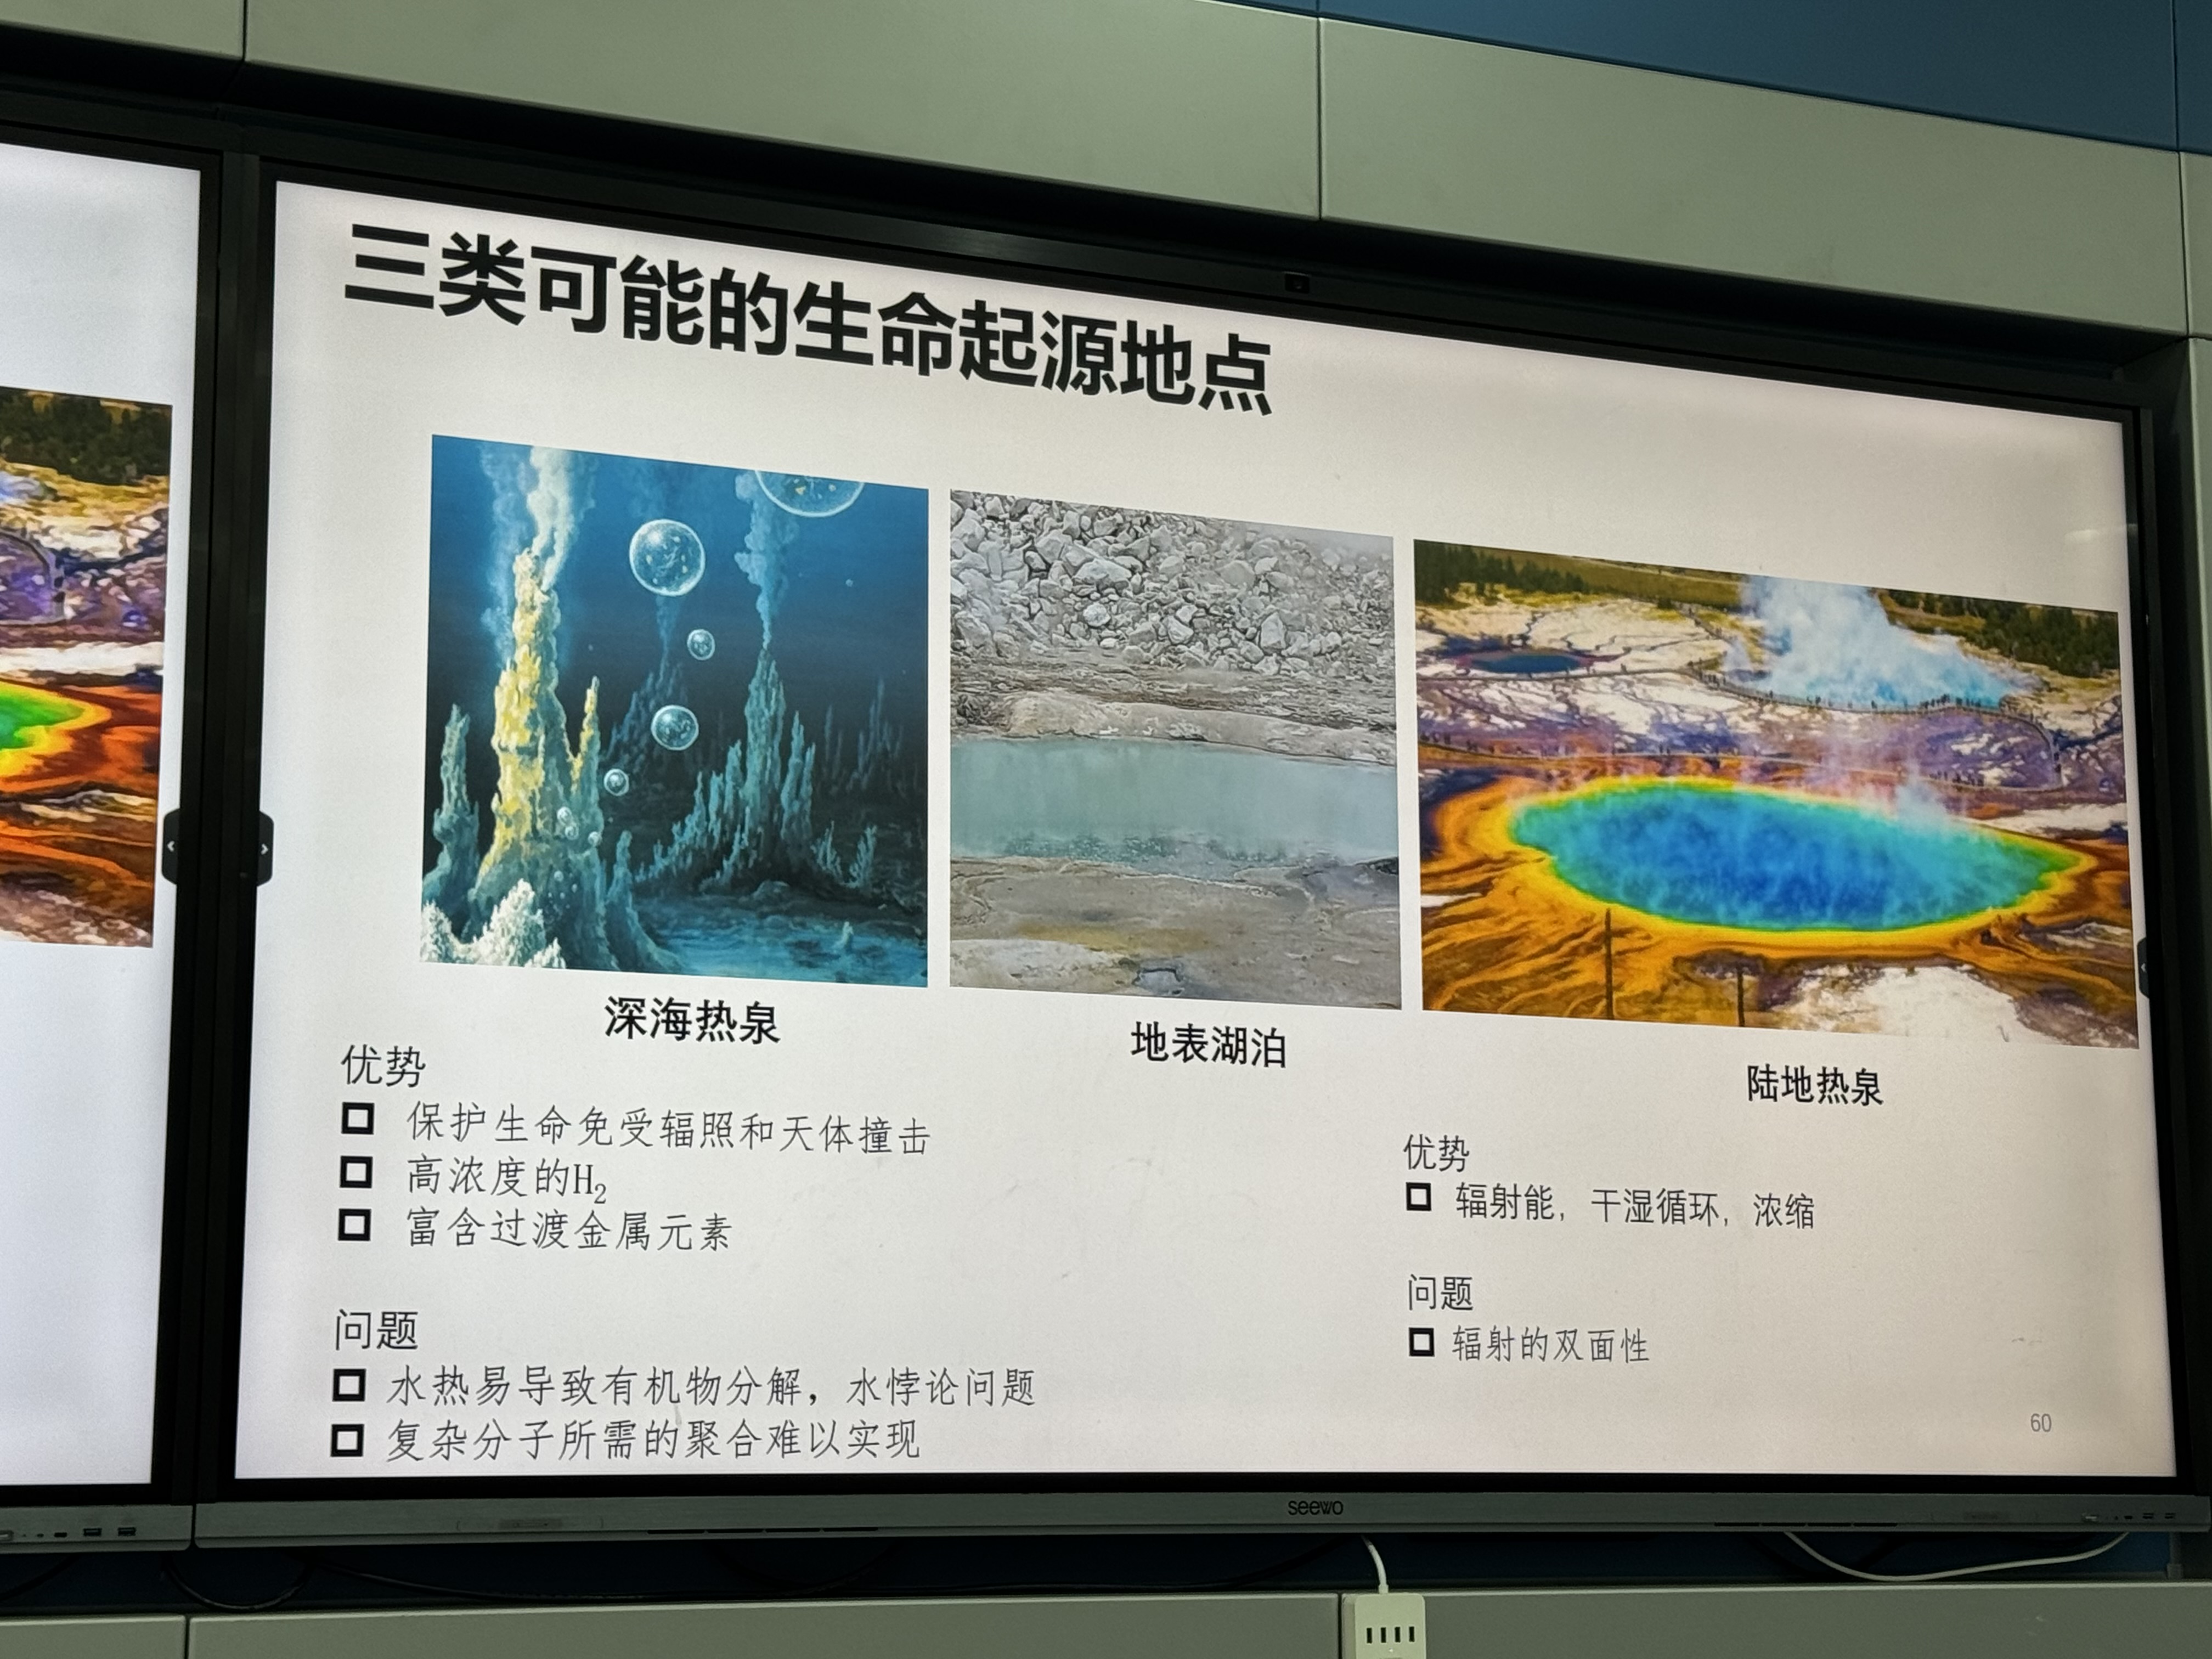 三类可能的生命起源地点
深海热泉
地表湖泊
陆地热泉
优势
保护生命免受辐照和天体撞击
高浓度的H₂
富含过渡金属元素
问题
水热易导致有机物分解，水悖论问题
复杂分子所需的聚合难以实现
优势
辐射能，干湿循环，浓缩
问题
辐射的双面性
60
seewo